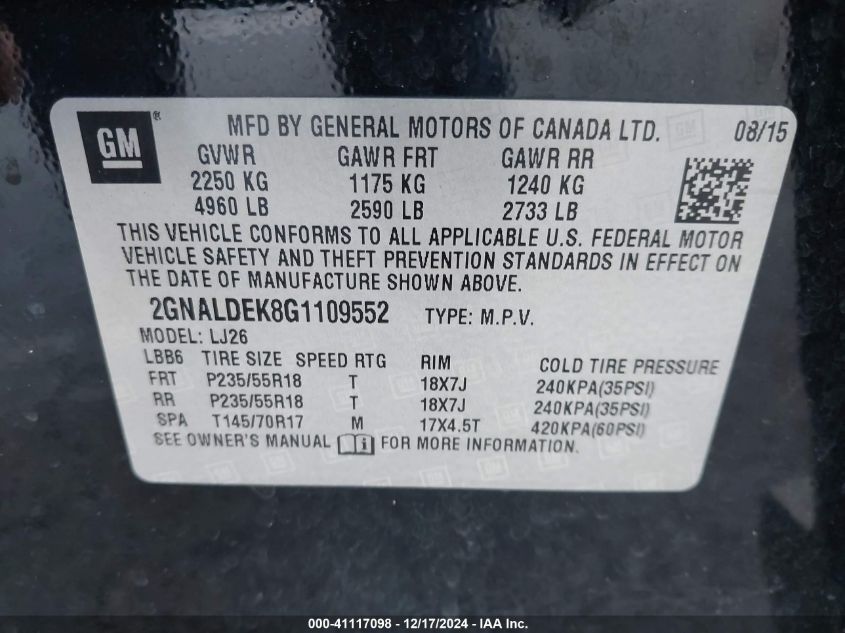 GM® MFD BY GENERAL MOTORS OF CANADA LTD. 08/15
GVWR GAWR FRT GAWR RR
2250 KG 1175 KG 1240 KG
4960 LB 2590 LB 2733 LB
THIS VEHICLE CONFORMS TO ALL APPLICABLE U.S. FEDERAL MOTOR
VEHICLE SAFETY AND THEFT PREVENTION STANDARDS IN EFFECT ON
THE DATE OF MANUFACTURE SHOWN ABOVE.
2GNALDEK8G1109552 TYPE: M.P.V.
MODEL: LJ26
LBB6 TIRE SIZE SPEED RTG RIM COLD TIRE PRESSURE
FRT P235/55R18 T 18X7J 240KPA(35PSI)
RR P235/55R18 T 18X7J 240KPA(35PSI)
SPA T145/70R17 M 17X4.5T 420KPA(60PSI)
SEE OWNER'S MANUAL i FOR MORE INFORMATION.
000-41117098 - 12/17/2024 - IAA Inc.